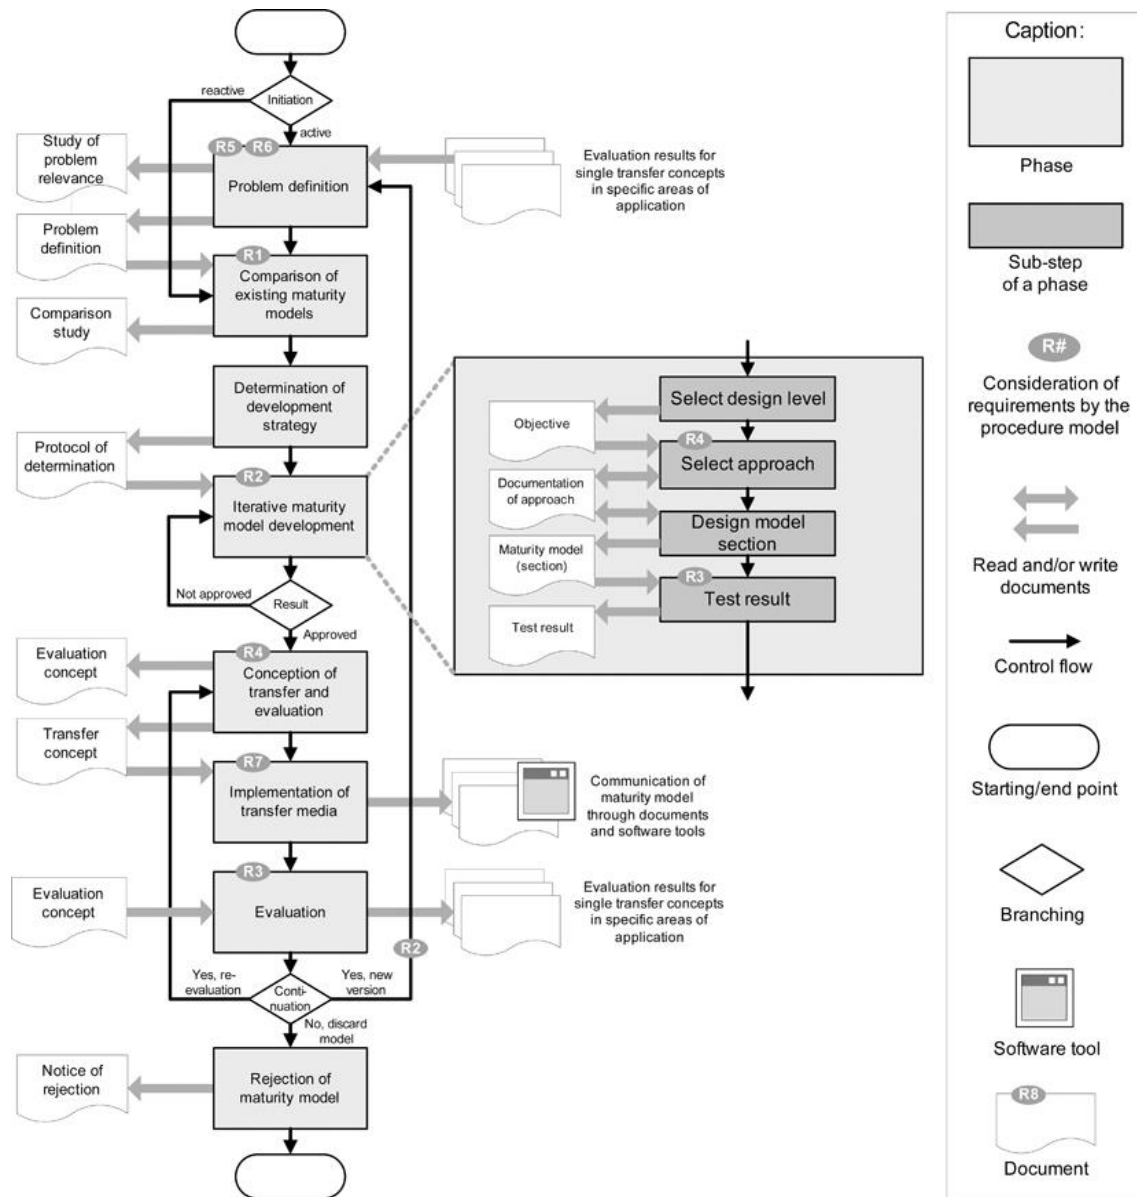 Initiation
reactive
active
R5
R6
Problem definition
Study of
problem
relevance
Problem
definition
Evaluation results for
single transfer concepts
in specific areas of
application
R1
Comparison of
existing maturity
models
Comparison
study
Determination of
development
strategy
Protocol of
determination
R2
Iterative maturity
model development
Not approved
Result
Approved
Select design level
Objective
R4
Select approach
Documentation
of approach
Design model
section
Maturity model
(section)
R3
Test result
Test result
Evaluation
concept
R4
Conception of
transfer and
evaluation
Transfer
concept
R7
Implementation of
transfer media
Communication of
maturity model
through documents
and software tools
R3
Evaluation
Evaluation
concept
Evaluation results for
single transfer concepts
in specific areas of
application
R2
Yes, re-
evaluation
Conti-
nuation
Yes, new
version
No, discard
model
Notice of
rejection
Rejection of
maturity model
Caption:
Phase
Sub-step
of a phase
R#
Consideration of
requirements by the
procedure model
Read and/or write
documents
Control flow
Starting/end point
Branching
Software tool
R8
Document